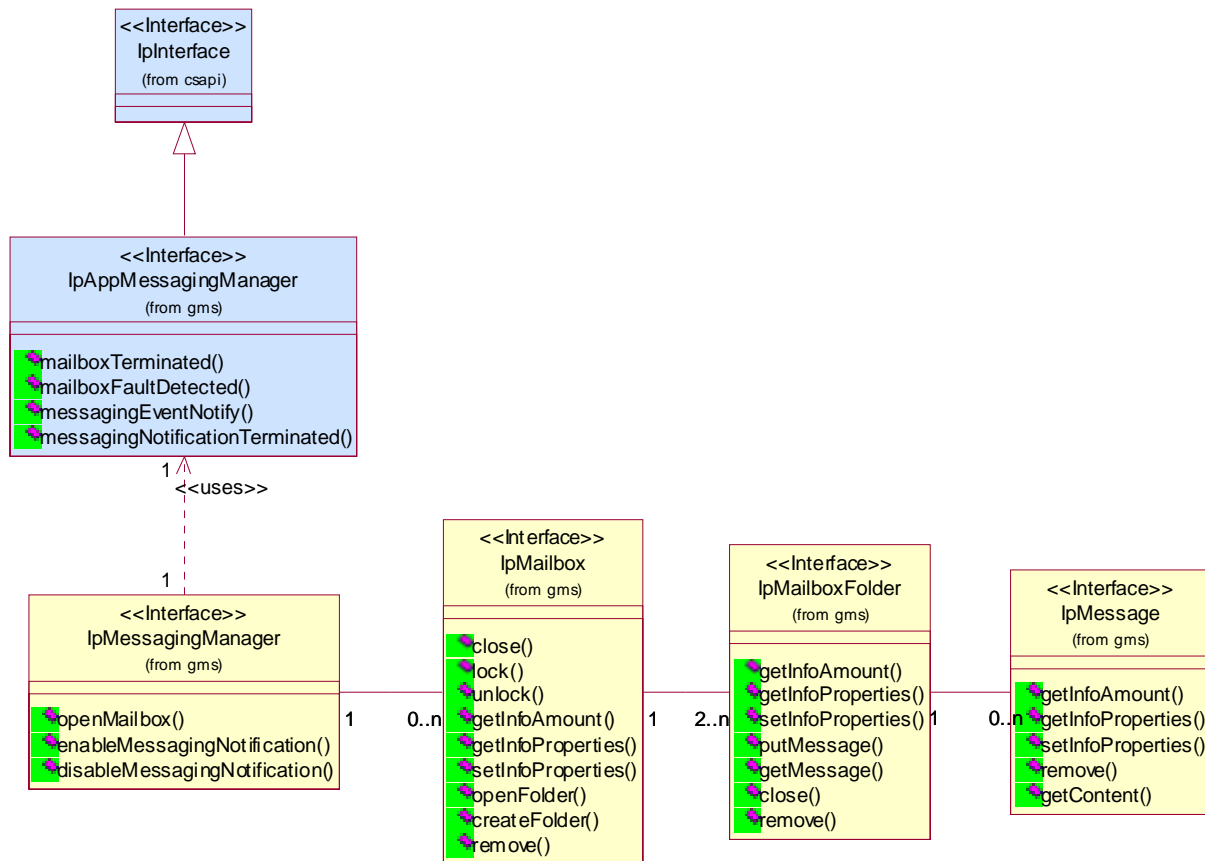 <<Interface>>
IpInterface
(from csapi)
<<Interface>>
IpAppMessagingManager
(from gms)
mailboxTerminated()
mailboxFaultDetected()
messagingEventNotify()
messagingNotificationTerminated()
1
<<uses>>
1
<<Interface>>
IpMessagingManager
(from gms)
openMailbox()
enableMessagingNotification()
disableMessagingNotification()
1
0..n
<<Interface>>
IpMailbox
(from gms)
close()
lock()
unlock()
getInfoAmount()
getInfoProperties()
setInfoProperties()
openFolder()
createFolder()
remove()
1
2..n
<<Interface>>
IpMailboxFolder
(from gms)
getInfoAmount()
getInfoProperties()
setInfoProperties()
putMessage()
getMessage()
close()
remove()
1
0..n
<<Interface>>
IpMessage
(from gms)
getInfoAmount()
getInfoProperties()
setInfoProperties()
remove()
getContent()